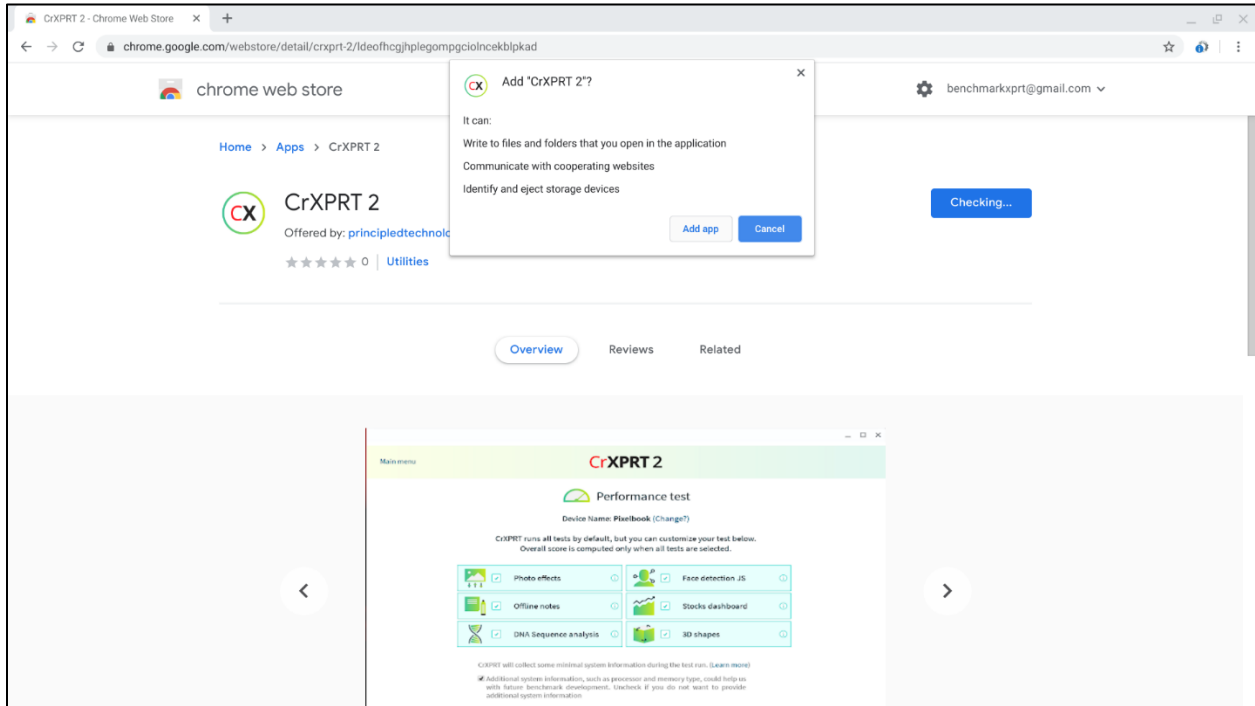 CrXPRT 2 - Chrome Web Store
chrome.google.com/webstore/detail/crxprt-2/ldeofhcgjhplegompgciolncekblpkad
chrome web store
benchmarkxprt@gmail.com
CX Add "CrXPRT 2"?
It can:
Write to files and folders that you open in the application
Communicate with cooperating websites
Identify and eject storage devices
Add app Cancel
Home > Apps > CrXPRT 2
CX CrXPRT 2
Checking...
Offered by: principledtechnolo
0 | Utilities
Overview Reviews Related
Main menu CrXPRT 2
Performance test
Device Name: Pixelbook (Change?)
CrXPRT runs all tests by default, but you can customize your test below.
Overall score is computed only when all tests are selected.
Photo effects Face detection JS
Offline notes Stocks dashboard
DNA Sequence analysis 3D shapes
CrXPRT will collect some minimal system information during the test run. (Learn more)
Additional system information, such as processor and memory type, could help us
with future benchmark development. Uncheck if you do not want to provide
additional system information